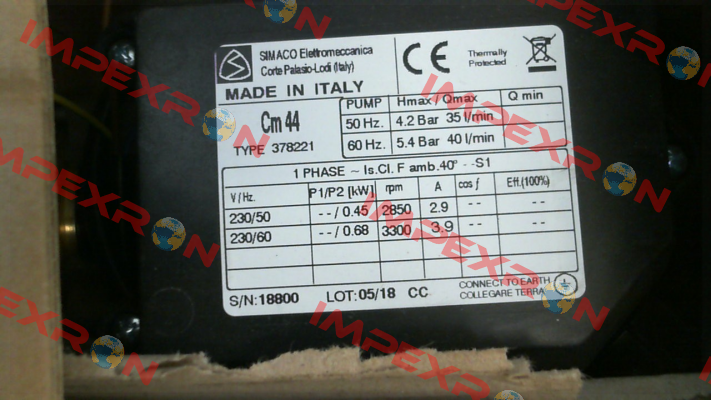 SIMACO Elettromeccanica
Corte Palasio-Lodi (Italy)
CE
Thermally
Protected
MADE IN ITALY
Cm 44
TYPE 378221
PUMP Hmax / Qmax Q min
50 Hz. 4.2 Bar 35 l/min
60 Hz. 5.4 Bar 40 l/min
1 PHASE ~ Is.Cl. F amb.40° - -S1
V/Hz. P1/P2 [kW] rpm A cos f Eff.(100%)
230/50 - - / 0.45 2850 2.9 - - - -
230/60 - - / 0.68 3300 3.9 - - - -
S/N:18800 LOT:05/18 CC
CONNECT TO EARTH
COLLEGARE TERRA
IMPEXRON
IMPEXRON
IMPEXRON
IMPEXRON
IMPEXRON
IMPEXRON
IMPEXRON
IMPEXRON